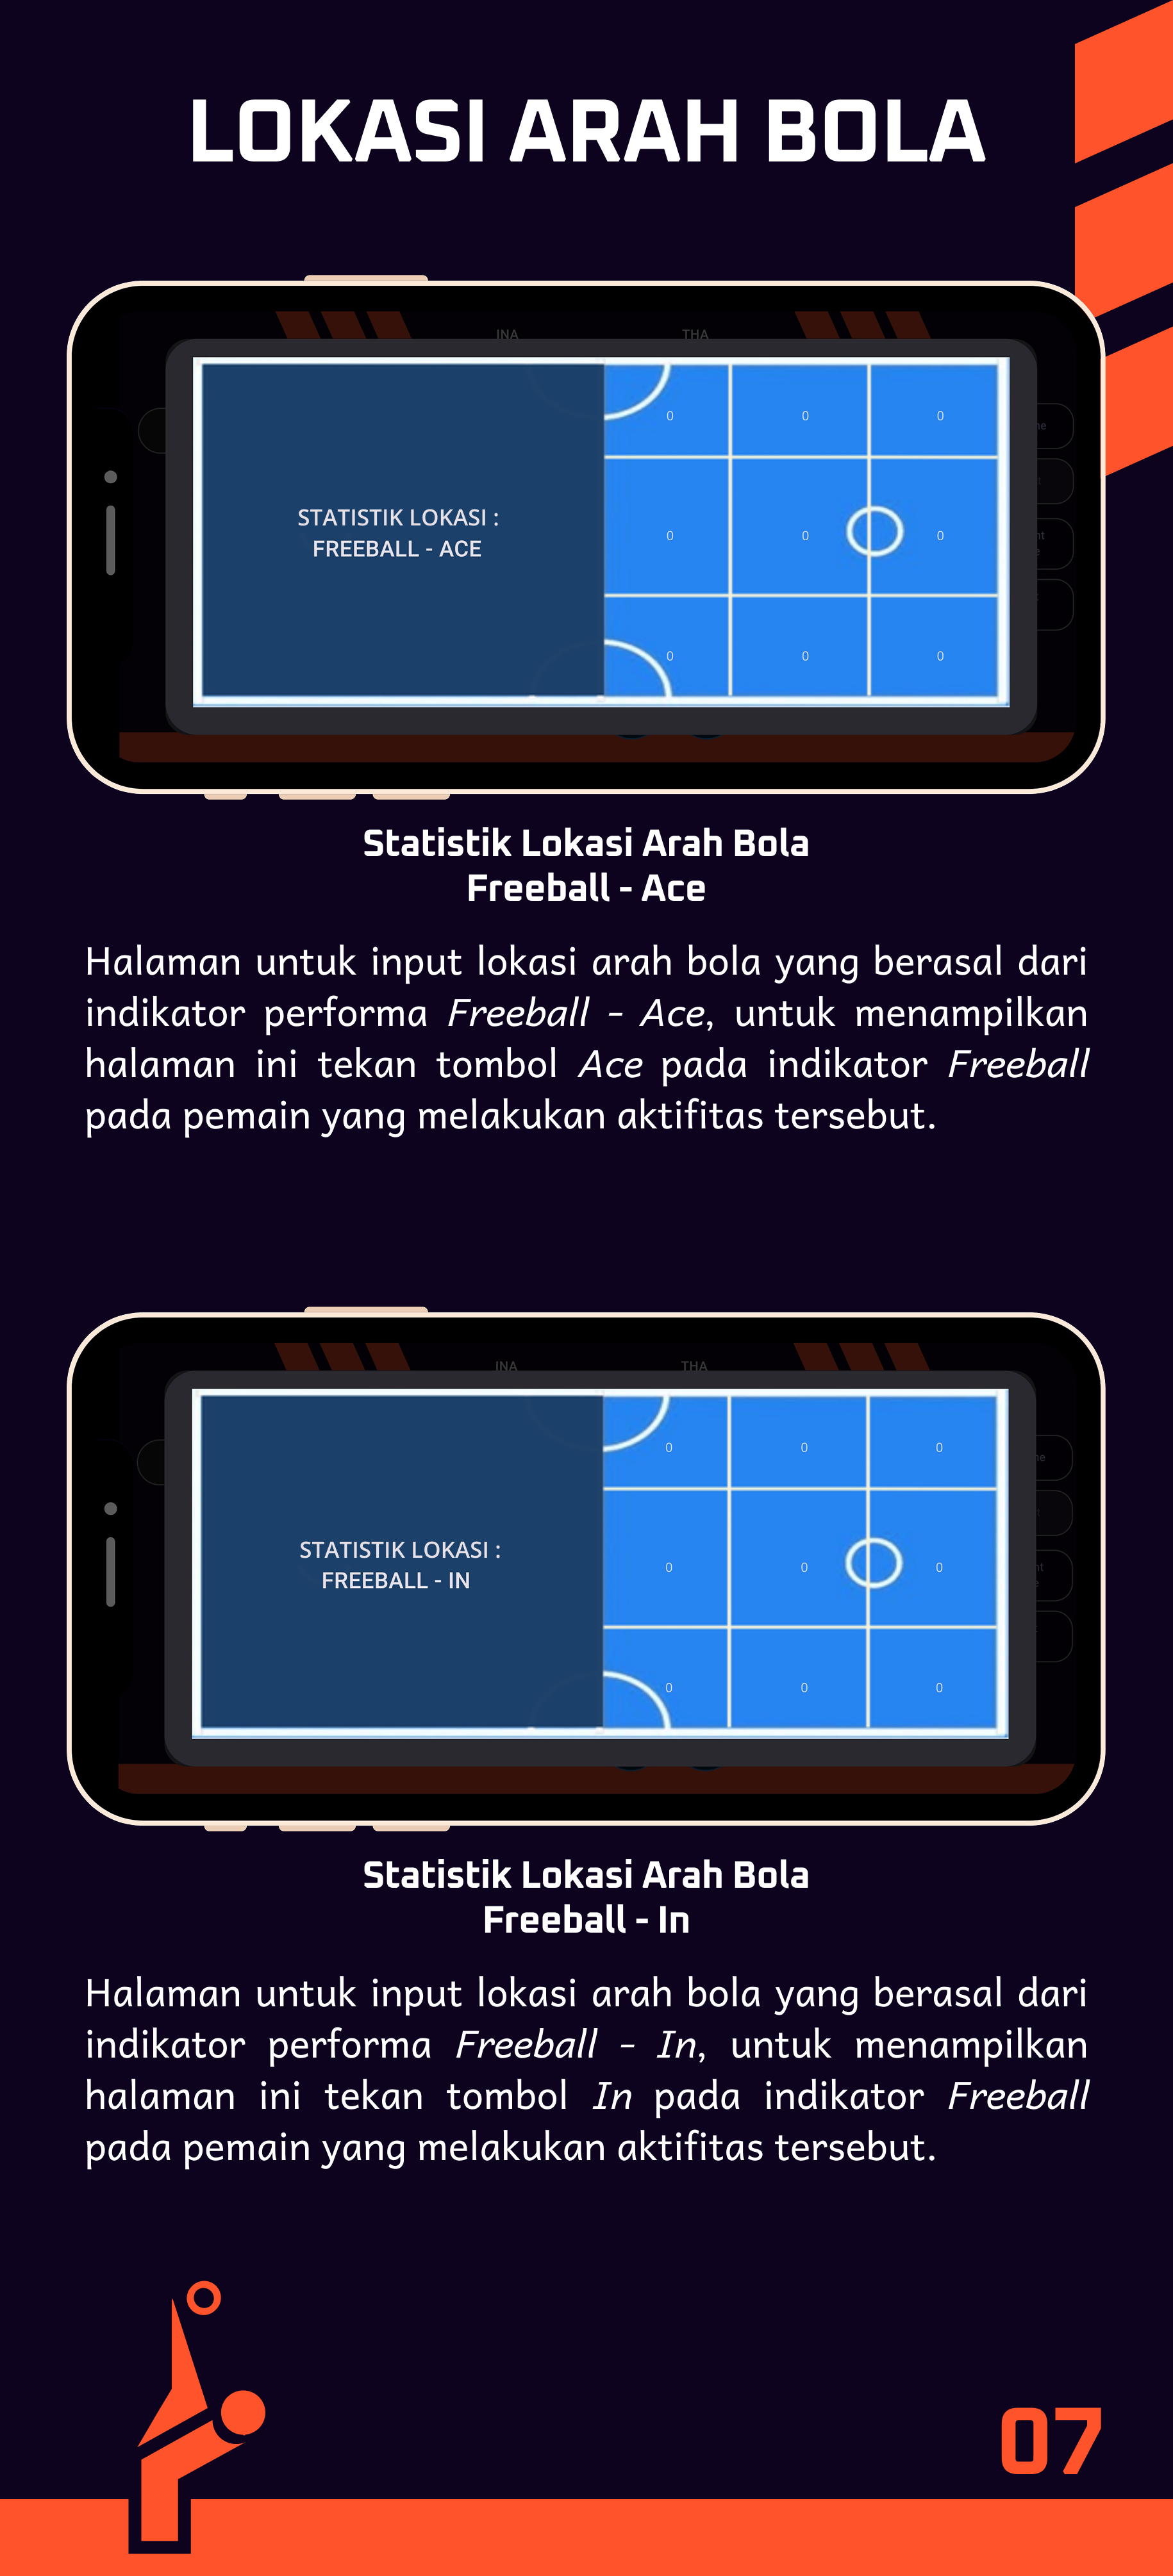 LOKASI ARAH BOLA
INA THA
0 0 0
STATISTIK LOKASI :
FREEBALL - ACE
0 0 0
0 0 0
Statistik Lokasi Arah Bola
Freeball - Ace
Halaman untuk input lokasi arah bola yang berasal dari
indikator performa Freeball - Ace, untuk menampilkan
halaman ini tekan tombol Ace pada indikator Freeball
pada pemain yang melakukan aktifitas tersebut.
INA THA
0 0 0
STATISTIK LOKASI :
FREEBALL - IN
0 0 0
0 0 0
Statistik Lokasi Arah Bola
Freeball - In
Halaman untuk input lokasi arah bola yang berasal dari
indikator performa Freeball - In, untuk menampilkan
halaman ini tekan tombol In pada indikator Freeball
pada pemain yang melakukan aktifitas tersebut.
07